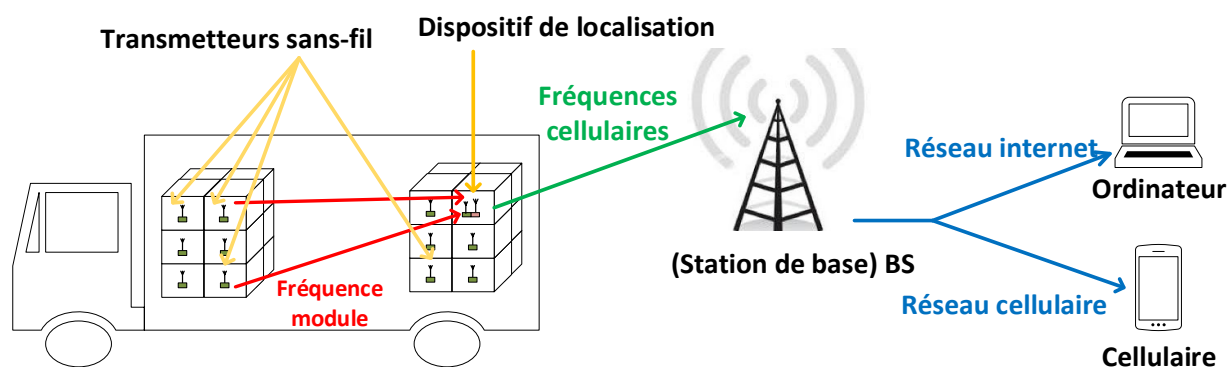 Transmetteurs sans-fil
Dispositif de localisation
Fréquences
cellulaires
Réseau internet
Ordinateur
(Station de base) BS
Fréquence
module
Réseau cellulaire
Cellulaire